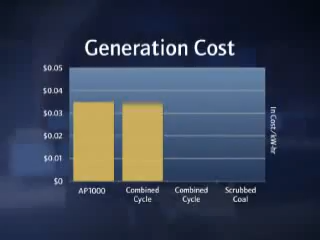 Generation Cost
$0.05
$0.04
$0.03
$0.02
$0.01
$0
In Cost/kW-hr
AP1000
Combined
Cycle
Combined
Cycle
Scrubbed
Coal